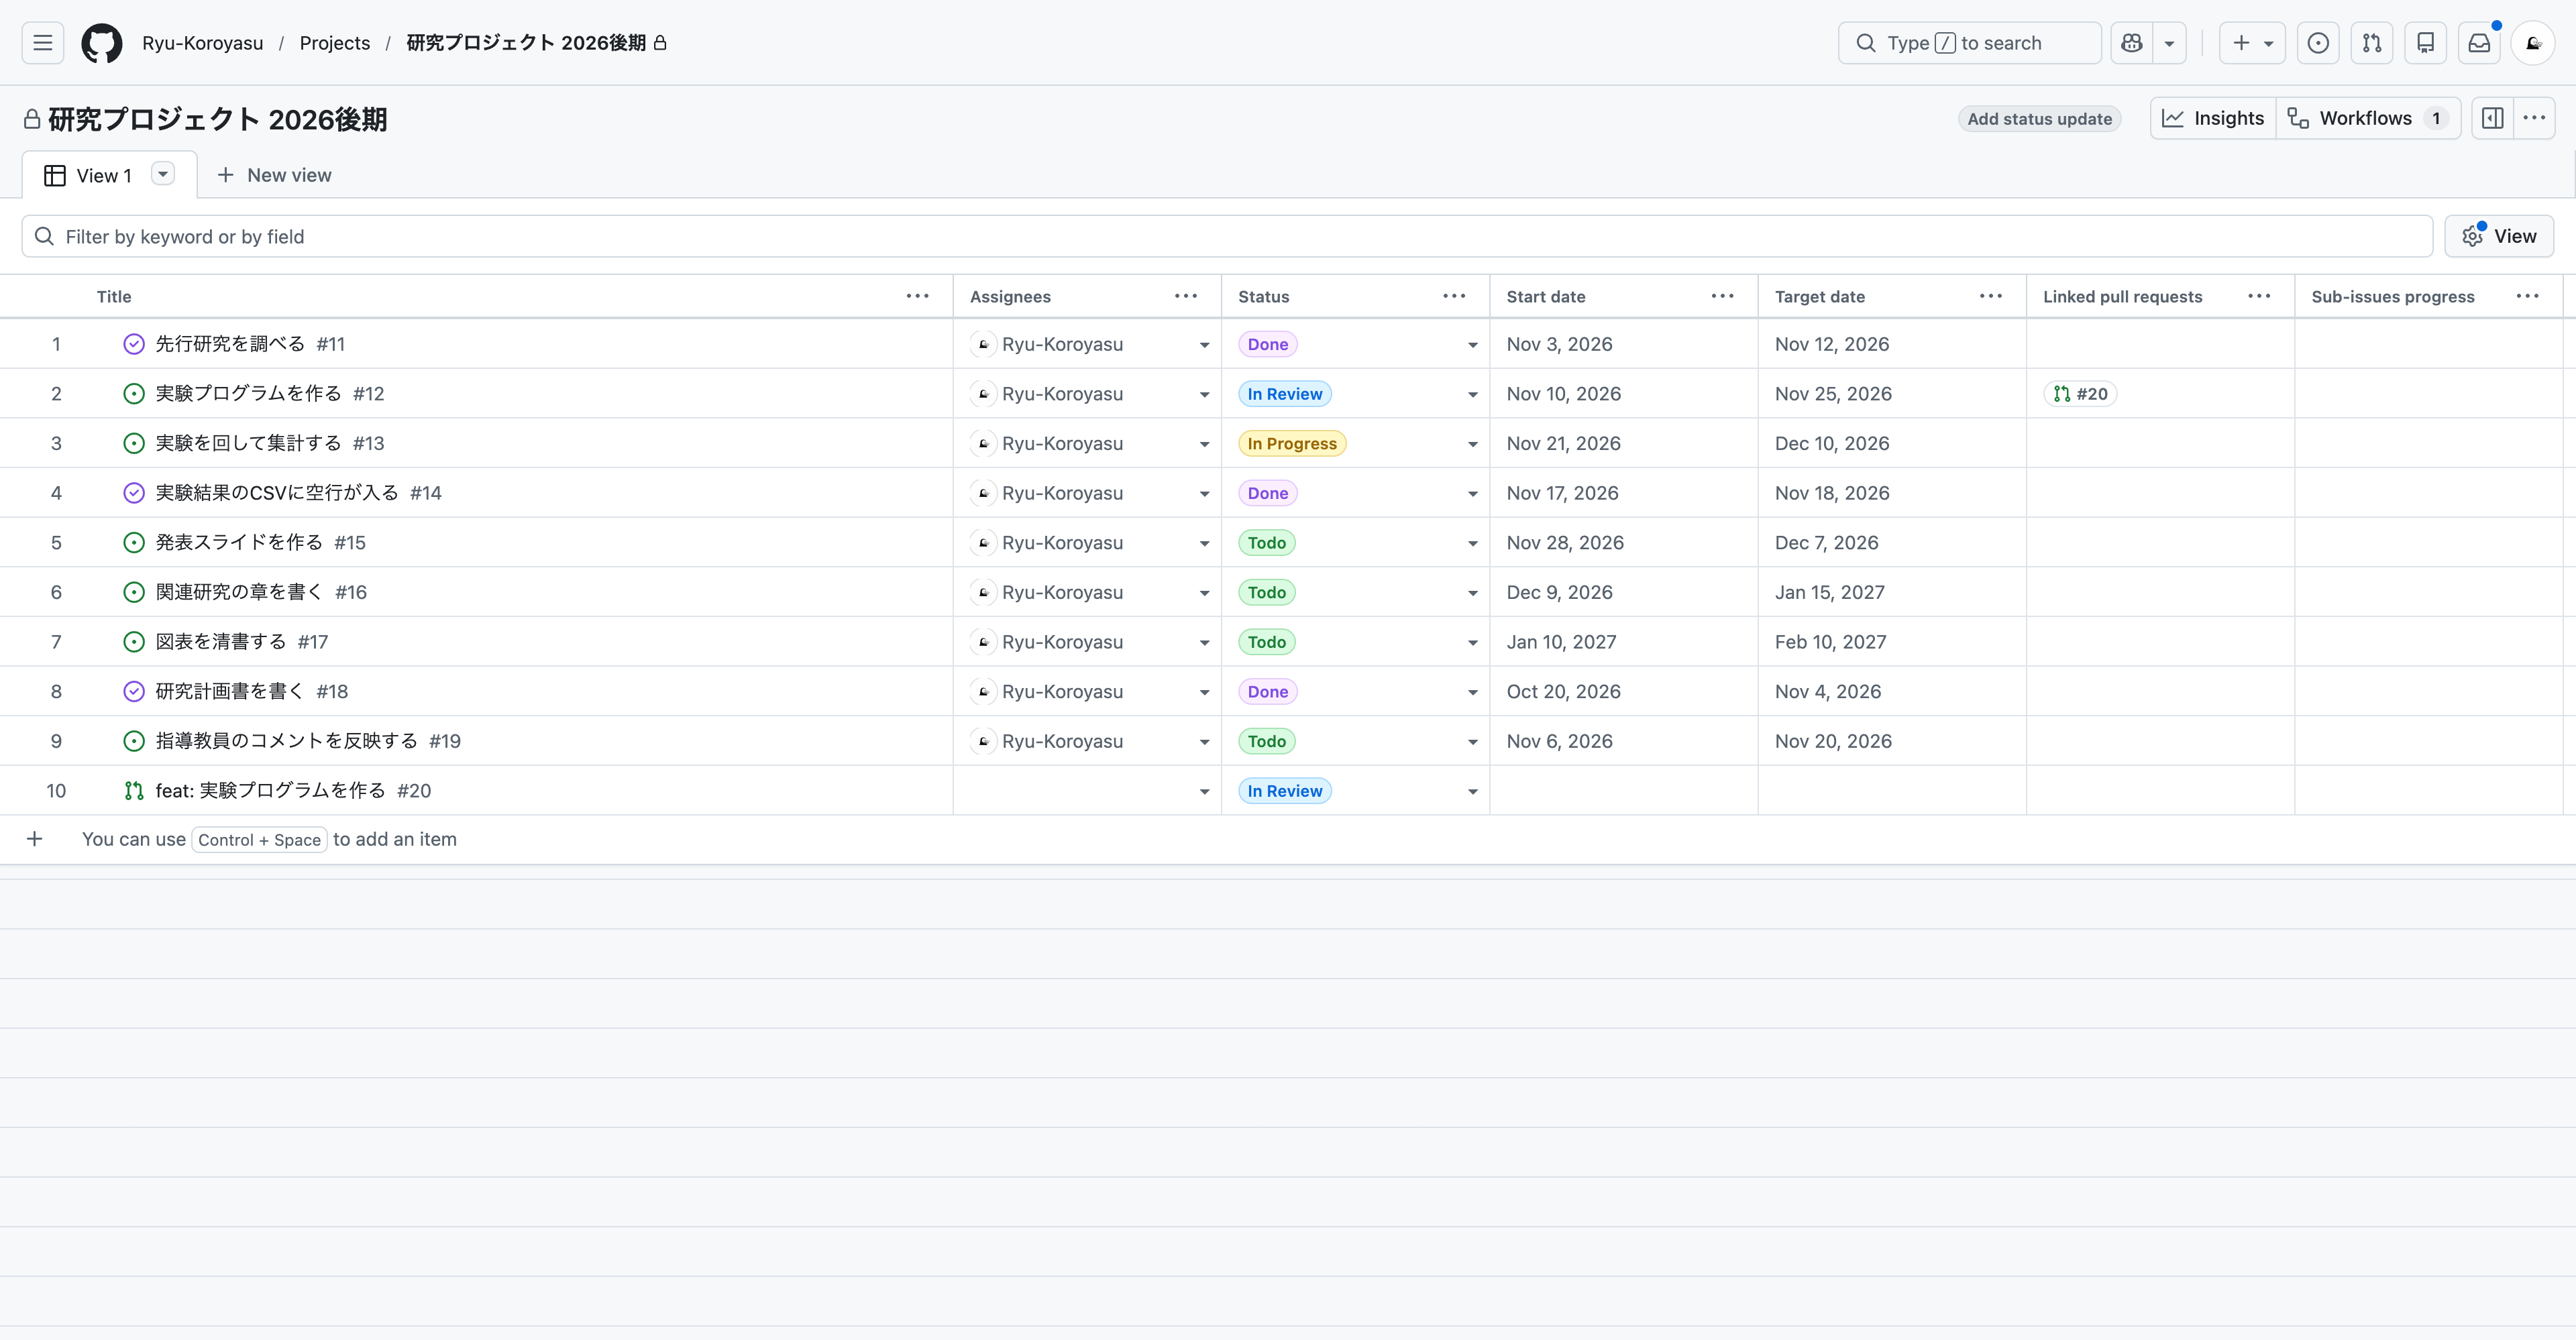 Ryu-Koroyasu / Projects / 研究プロジェクト 2026後期
Type / to search
研究プロジェクト 2026後期
Add status update
Insights
Workflows 1
View 1
New view
Filter by keyword or by field
View
Title Assignees Status Start date Target date Linked pull requests Sub-issues progress
1 先行研究を調べる #11 Ryu-Koroyasu Done Nov 3, 2026 Nov 12, 2026
2 実験プログラムを作る #12 Ryu-Koroyasu In Review Nov 10, 2026 Nov 25, 2026 #20
3 実験を回して集計する #13 Ryu-Koroyasu In Progress Nov 21, 2026 Dec 10, 2026
4 実験結果のCSVに空行が入る #14 Ryu-Koroyasu Done Nov 17, 2026 Nov 18, 2026
5 発表スライドを作る #15 Ryu-Koroyasu Todo Nov 28, 2026 Dec 7, 2026
6 関連研究の章を書く #16 Ryu-Koroyasu Todo Dec 9, 2026 Jan 15, 2027
7 図表を清書する #17 Ryu-Koroyasu Todo Jan 10, 2027 Feb 10, 2027
8 研究計画書を書く #18 Ryu-Koroyasu Done Oct 20, 2026 Nov 4, 2026
9 指導教員のコメントを反映する #19 Ryu-Koroyasu Todo Nov 6, 2026 Nov 20, 2026
10 feat: 実験プログラムを作る #20 In Review
You can use Control + Space to add an item